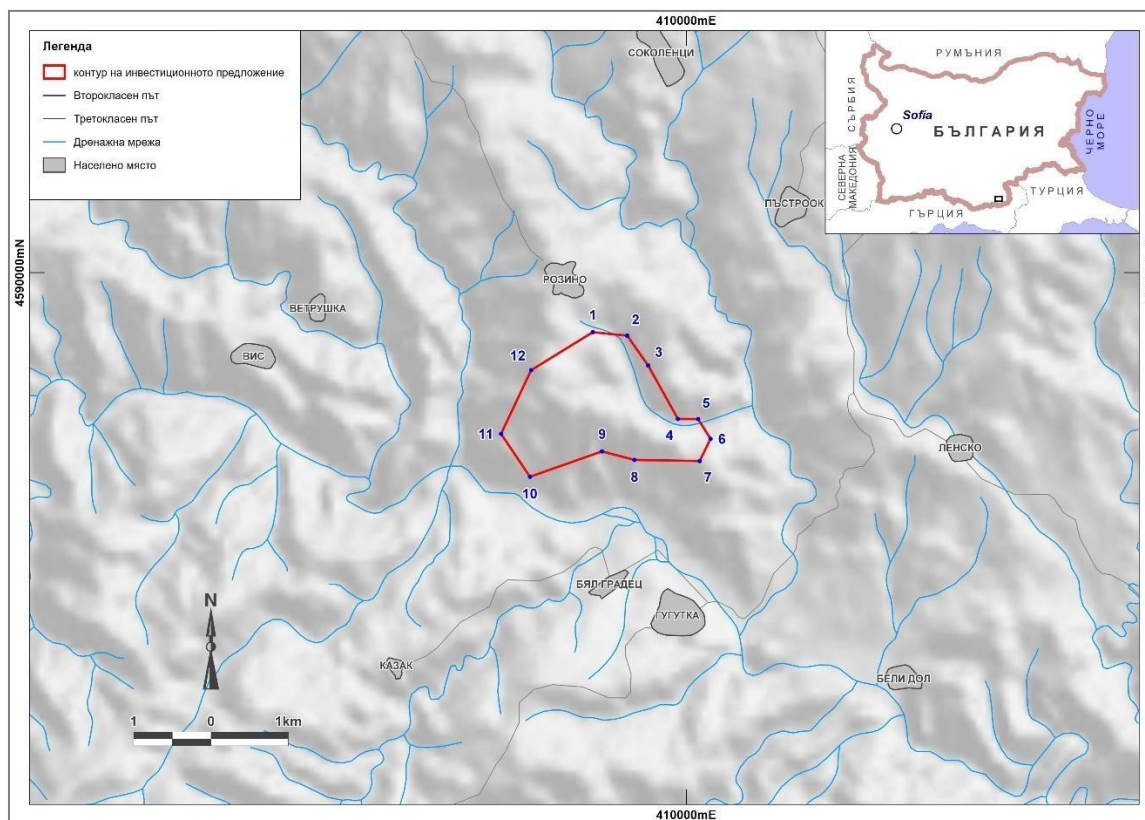 410000mE
Легенда
контур на инвестиционното предложение
Второкласен път
Третокласен път
Дренажна мрежа
Населено място
СОКОЛЕНЦИ
РУМЪНИЯ
СЪРБИЯ
Sofia
БЪЛГАРИЯ
ЧЕРНО
МОРЕ
СЕВЕРНА
МАКЕДОНИЯ
ТУРЦИЯ
ГЪРЦИЯ
ПЪСТРООК
4590000mN
РОЗИНО
ВЕТРУШКА
ВИС
1
2
3
12
4
5
6
11
9
8
7
10
ЛЕНСКО
БЯЛ ГРАДЕЦ
ГУГУТКА
КАЗАК
БЕЛИ ДОЛ
N
1 0 1km
410000mE